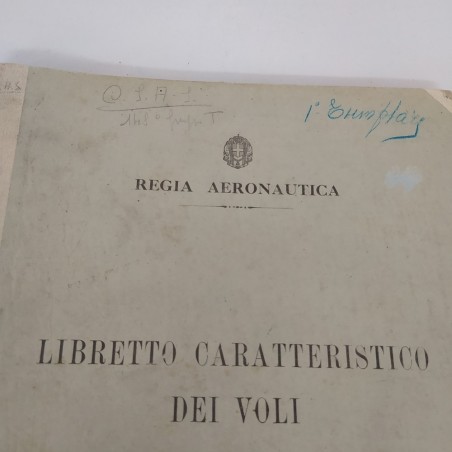 1° Esemplare
REGIA AERONAUTICA
LIBRETTO CARATTERISTICO
DEI VOLI